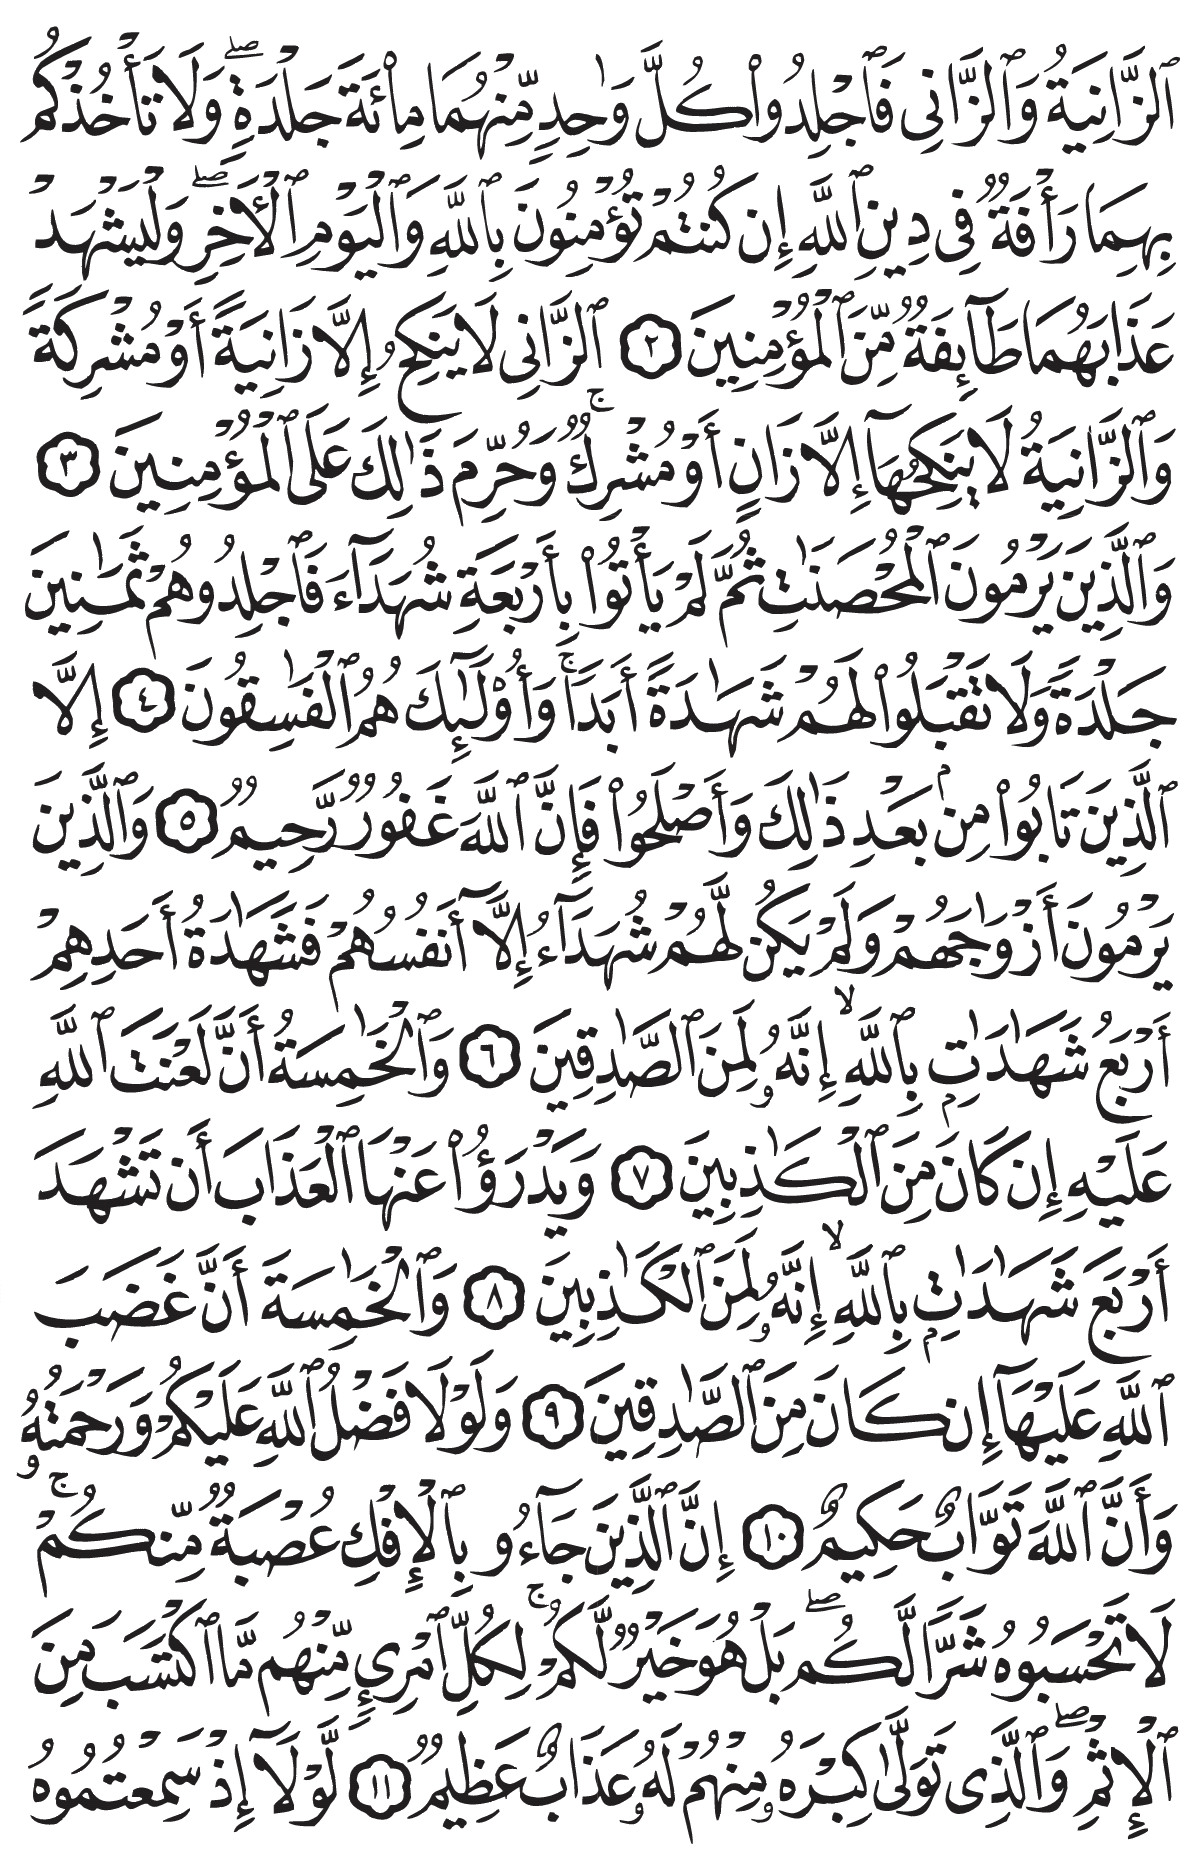 ٱلزَّانِيَةُ وَٱلزَّانِى فَٱجْلِدُوا۟ كُلَّ وَٰحِدٍ مِّنْهُمَا مِا۟ئَةَ جَلْدَةٍ ۖ وَلَا تَأْخُذْكُم
بِهِمَا رَأْفَةٌ فِى دِينِ ٱللَّهِ إِن كُنتُمْ تُؤْمِنُونَ بِٱللَّهِ وَٱلْيَوْمِ ٱلْأَخِرِ ۖ وَلْيَشْهَدْ
عَذَابَهُمَا طَآئِفَةٌ مِّنَ ٱلْمُؤْمِنِينَ ٢ ٱلزَّانِى لَا يَنكِحُ إِلَّا زَانِيَةً أَوْ مُشْرِكَةً
وَٱلزَّانِيَةُ لَا يَنكِحُهَآ إِلَّا زَانٍ أَوْ مُشْرِكٌ ۚ وَحُرِّمَ ذَٰلِكَ عَلَى ٱلْمُؤْمِنِينَ ٣
وَٱلَّذِينَ يَرْمُونَ ٱلْمُحْصَنَٰتِ ثُمَّ لَمْ يَأْتُوا۟ بِأَرْبَعَةِ شُهَدَآءَ فَٱجْلِدُوهُمْ ثَمَٰنِينَ
جَلْدَةً وَلَا تَقْبَلُوا۟ لَهُمْ شَهَٰدَةً أَبَدًا ۚ وَأُو۟لَٰٓئِكَ هُمُ ٱلْفَٰسِقُونَ ٤ إِلَّا
ٱلَّذِينَ تَابُوا۟ مِنۢ بَعْدِ ذَٰلِكَ وَأَصْلَحُوا۟ فَإِنَّ ٱللَّهَ غَفُورٌ رَّحِيمٌ ٥ وَٱلَّذِينَ
يَرْمُونَ أَزْوَٰجَهُمْ وَلَمْ يَكُن لَّهُمْ شُهَدَآءُ إِلَّآ أَنفُسُهُمْ فَشَهَٰدَةُ أَحَدِهِمْ
أَرْبَعُ شَهَٰدَٰتٍۭ بِٱللَّهِ ۙ إِنَّهُۥ لَمِنَ ٱلصَّٰدِقِينَ ٦ وَٱلْخَٰمِسَةُ أَنَّ لَعْنَتَ ٱللَّهِ
عَلَيْهِ إِن كَانَ مِنَ ٱلْكَٰذِبِينَ ٧ وَيَدْرَؤُا۟ عَنْهَا ٱلْعَذَابَ أَن تَشْهَدَ
أَرْبَعَ شَهَٰدَٰتٍۭ بِٱللَّهِ ۙ إِنَّهُۥ لَمِنَ ٱلْكَٰذِبِينَ ٨ وَٱلْخَٰمِسَةَ أَنَّ غَضَبَ
ٱللَّهِ عَلَيْهَآ إِن كَانَ مِنَ ٱلصَّٰدِقِينَ ٩ وَلَوْلَا فَضْلُ ٱللَّهِ عَلَيْكُمْ وَرَحْمَتُهُۥ
وَأَنَّ ٱللَّهَ تَوَّابٌ حَكِيمٌ ١٠ إِنَّ ٱلَّذِينَ جَآءُو بِٱلْإِفْكِ عُصْبَةٌ مِّنكُمْ ۚ
لَا تَحْسَبُوهُ شَرًّا لَّكُم ۖ بَلْ هُوَ خَيْرٌ لَّكُمْ ۚ لِكُلِّ ٱمْرِئٍ مِّنْهُم مَّا ٱكْتَسَبَ مِنَ
ٱلْإِثْمِ ۖ وَٱلَّذِى تَوَلَّىٰ كِبْرَهُۥ مِنْهُمْ لَهُۥ عَذَابٌ عَظِيمٌ ١١ لَّوْلَآ إِذْ سَمِعْتُمُوهُ